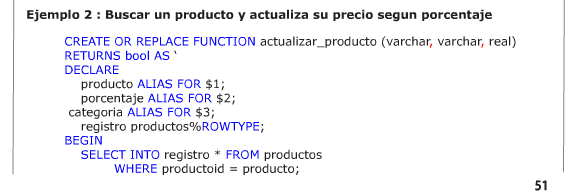 Ejemplo 2 : Buscar un producto y actualiza su precio segun porcentaje
CREATE OR REPLACE FUNCTION actualizar_producto (varchar, varchar, real)
RETURNS bool AS '
DECLARE
producto ALIAS FOR $1;
porcentaje ALIAS FOR $2;
categoria ALIAS FOR $3;
registro productos%ROWTYPE;
BEGIN
SELECT INTO registro * FROM productos
WHERE productoid = producto;
51